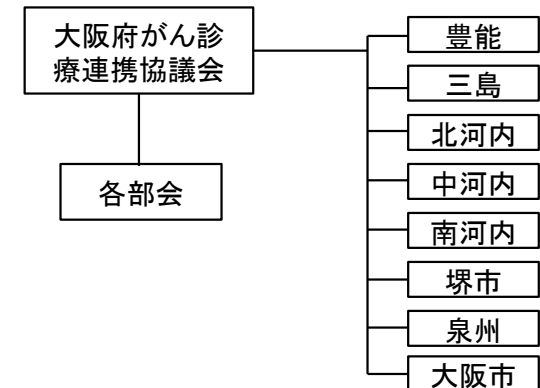 大阪府がん診
療連携協議会
各部会
豊能
三島
北河内
中河内
南河内
堺市
泉州
大阪市